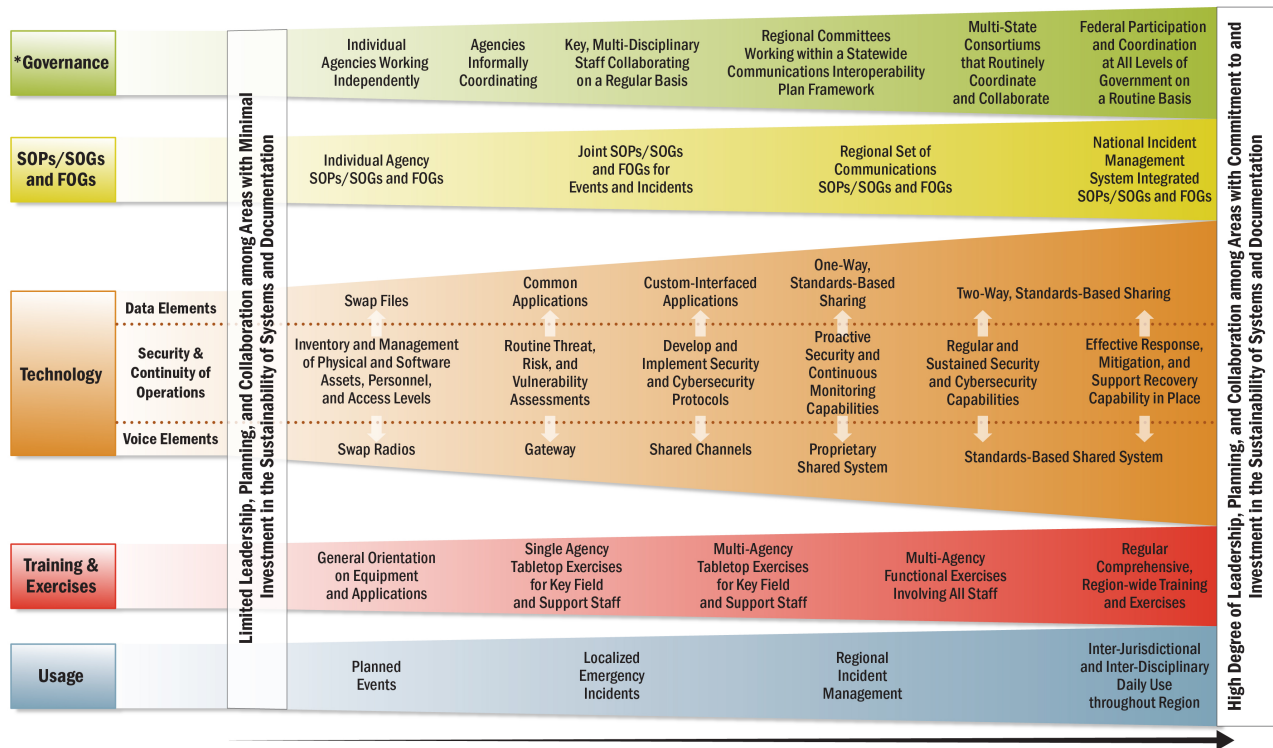 *Governance
Individual
Agencies Working
Independently
Agencies
Informally
Coordinating
Key, Multi-Disciplinary
Staff Collaborating
on a Regular Basis
Regional Committees
Working within a Statewide
Communications Interoperability
Plan Framework
Multi-State
Consortiums
that Routinely
Coordinate
and Collaborate
Federal Participation
and Coordination
at All Levels of
Government on
a Routine Basis
Limited Leadership, Planning, and Collaboration among Areas with Minimal
Investment in the Sustainability of Systems and Documentation
SOPs/SOGs
and FOGs
Individual Agency
SOPs/SOGs and FOGs
Joint SOPs/SOGs
and FOGs for
Events and Incidents
Regional Set of
Communications
SOPs/SOGs and FOGs
National Incident
Management
System Integrated
SOPs/SOGs and FOGs
Technology
Data Elements
Swap Files
Common
Applications
Custom-Interfaced
Applications
One-Way,
Standards-Based
Sharing
Two-Way, Standards-Based Sharing
Security &
Continuity of
Operations
Inventory and Management
of Physical and Software
Assets, Personnel,
and Access Levels
Routine Threat,
Risk, and
Vulnerability
Assessments
Develop and
Implement Security
and Cybersecurity
Protocols
Proactive
Security and
Continuous
Monitoring
Capabilities
Regular and
Sustained Security
and Cybersecurity
Capabilities
Effective Response,
Mitigation, and
Support Recovery
Capability in Place
Voice Elements
Swap Radios
Gateway
Shared Channels
Proprietary
Shared System
Standards-Based Shared System
Training &
Exercises
General Orientation
on Equipment
and Applications
Single Agency
Tabletop Exercises
for Key Field
and Support Staff
Multi-Agency
Tabletop Exercises
for Key Field
and Support Staff
Multi-Agency
Functional Exercises
Involving All Staff
Regular
Comprehensive,
Region-wide Training
and Exercises
Usage
Planned
Events
Localized
Emergency
Incidents
Regional
Incident
Management
Inter-Jurisdictional
and Inter-Disciplinary
Daily Use
throughout Region
High Degree of Leadership, Planning, and Collaboration among Areas with Commitment to and
Investment in the Sustainability of Systems and Documentation